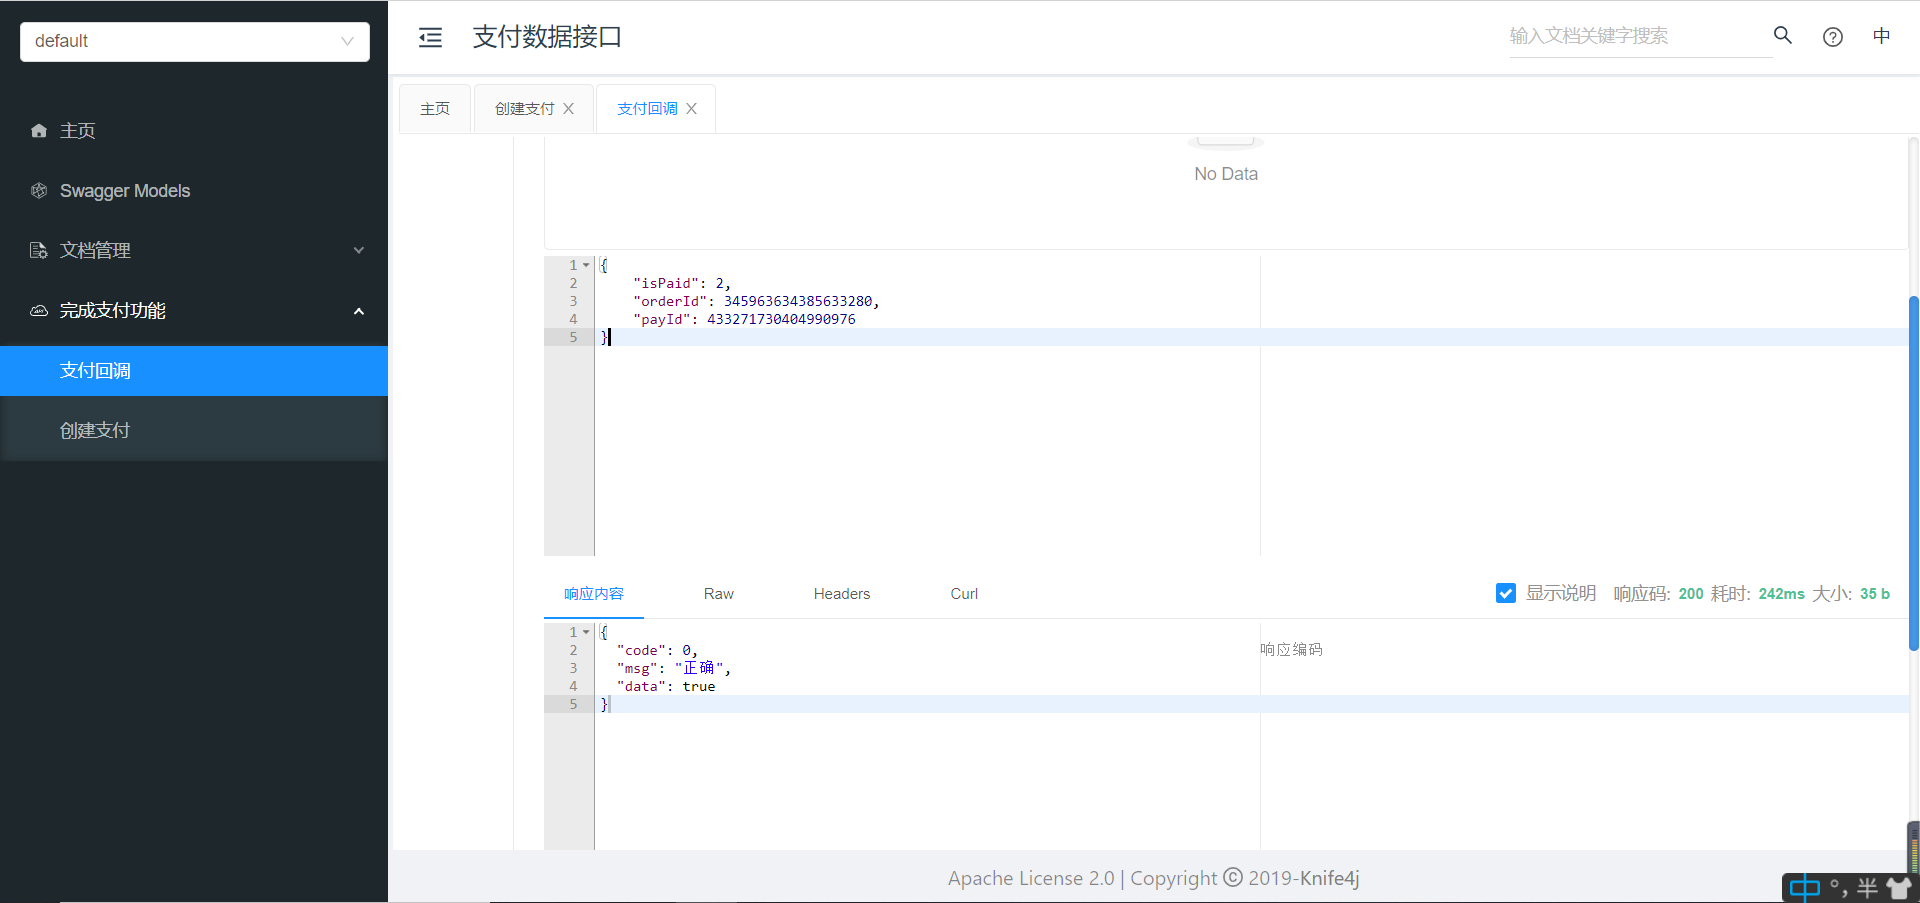 default
支付数据接口
输入文档关键字搜索
中
主页
创建支付
支付回调
主页
Swagger Models
文档管理
完成支付功能
支付回调
创建支付
No Data
1 {
2 "isPaid": 2,
3 "orderId": 345963634385633280,
4 "payId": 433271730404990976
5 }
响应内容 Raw Headers Curl
显示说明 响应码: 200 耗时: 242ms 大小: 35 b
1 {
2 "code": 0, 响应编码
3 "msg": "正确",
4 "data": true
5 }
Apache License 2.0 | Copyright © 2019-Knife4j
中 °, 半